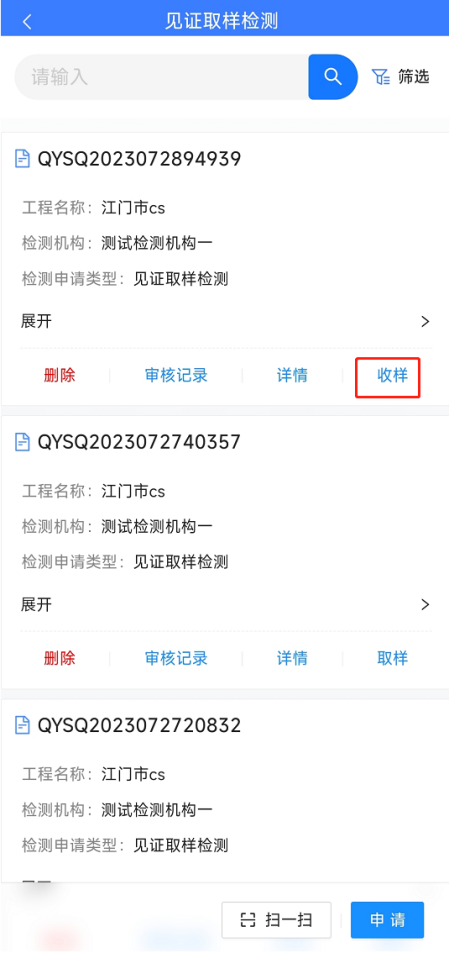 见证取样检测
请输入
筛选
QYSQ2023072894939
工程名称：江门市cs
检测机构：测试检测机构一
检测申请类型：见证取样检测
展开
删除 审核记录 详情 收样
QYSQ2023072740357
工程名称：江门市cs
检测机构：测试检测机构一
检测申请类型：见证取样检测
展开
删除 审核记录 详情 取样
QYSQ2023072720832
工程名称：江门市cs
检测机构：测试检测机构一
检测申请类型：见证取样检测
扫一扫 申请